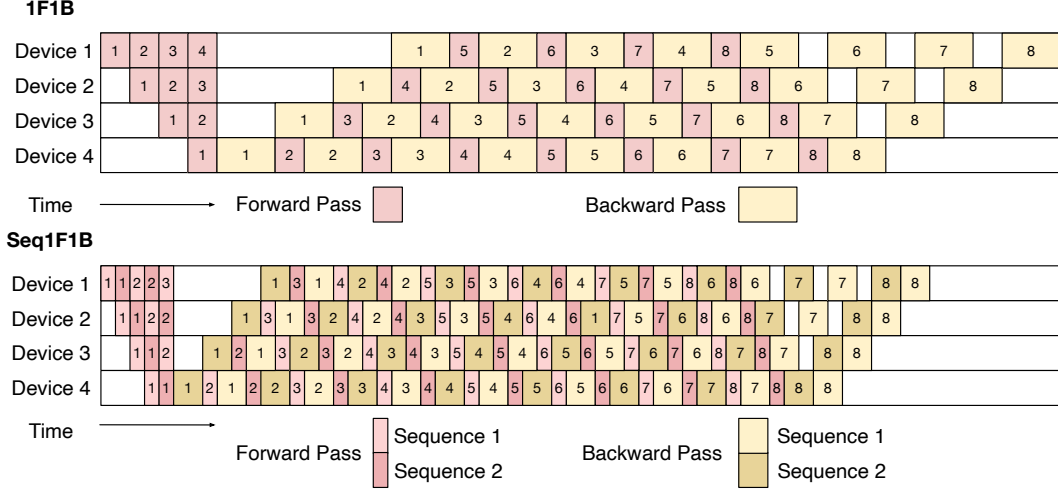 1F1B
Device 1 1 2 3 4 1 5 2 6 3 7 4 8 5 6 7 8
Device 2 1 2 3 1 4 2 5 3 6 4 7 5 8 6 7 8
Device 3 1 2 1 3 2 4 3 5 4 6 5 7 6 8 7 8
Device 4 1 1 2 2 3 3 4 4 5 5 6 6 7 7 8 8
Time Forward Pass Backward Pass
Seq1F1B
Device 1 1 1 2 2 3 1 3 1 4 2 4 2 5 3 5 3 6 4 6 4 7 5 7 5 8 6 8 6 7 7 8 8
Device 2 1 1 2 2 1 3 1 3 2 4 2 4 3 5 3 5 4 6 4 6 1 7 5 7 6 8 6 8 7 7 8 8
Device 3 1 1 2 1 2 1 3 2 3 2 4 3 4 3 5 4 5 4 6 5 6 5 7 6 7 6 8 7 8 7 8 8
Device 4 1 1 1 2 1 2 2 3 2 3 3 4 3 4 4 5 4 5 5 6 5 6 6 7 6 7 7 8 7 8 8 8
Time
Forward Pass
Sequence 1
Sequence 2
Backward Pass
Sequence 1
Sequence 2